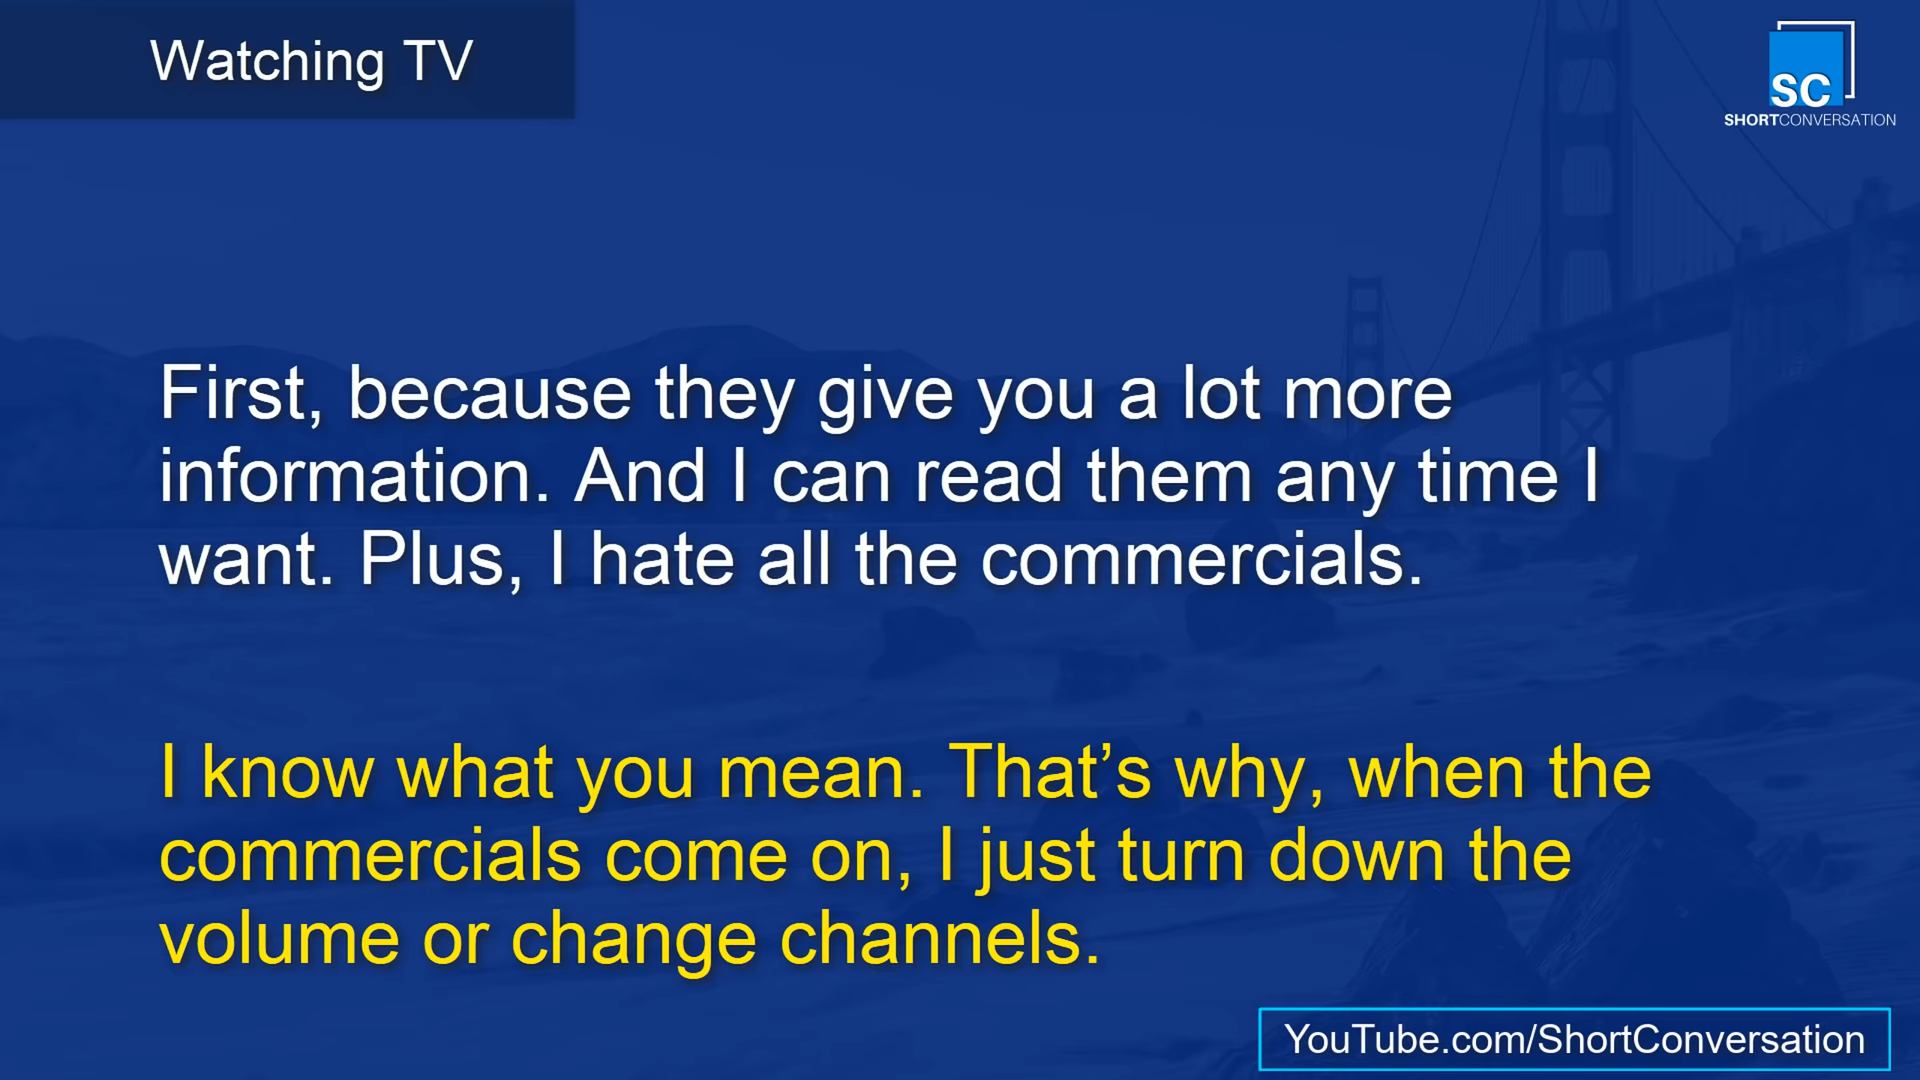 Watching TV
SC
SHORTCONVERSATION
First, because they give you a lot more
information. And I can read them any time I
want. Plus, I hate all the commercials.
I know what you mean. That’s why, when the
commercials come on, I just turn down the
volume or change channels.
YouTube.com/ShortConversation